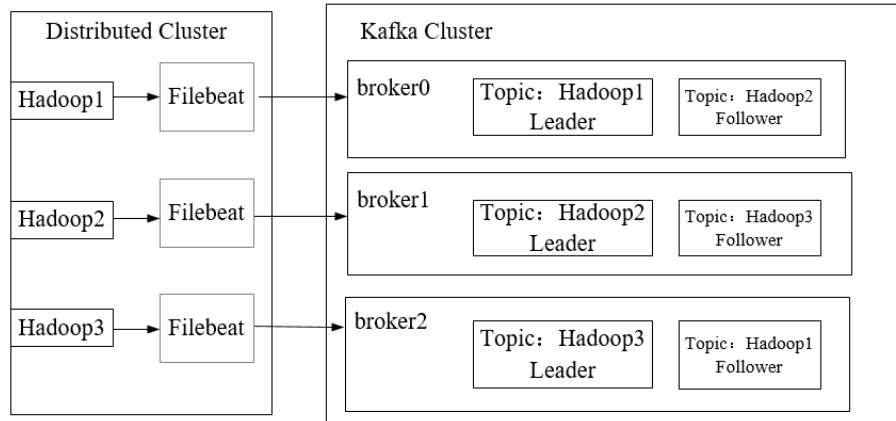 Distributed Cluster
Hadoop1
Filebeat
Hadoop2
Filebeat
Hadoop3
Filebeat
Kafka Cluster
broker0
Topic：Hadoop1
Leader
Topic：Hadoop2
Follower
broker1
Topic：Hadoop2
Leader
Topic：Hadoop3
Follower
broker2
Topic：Hadoop3
Leader
Topic：Hadoop1
Follower